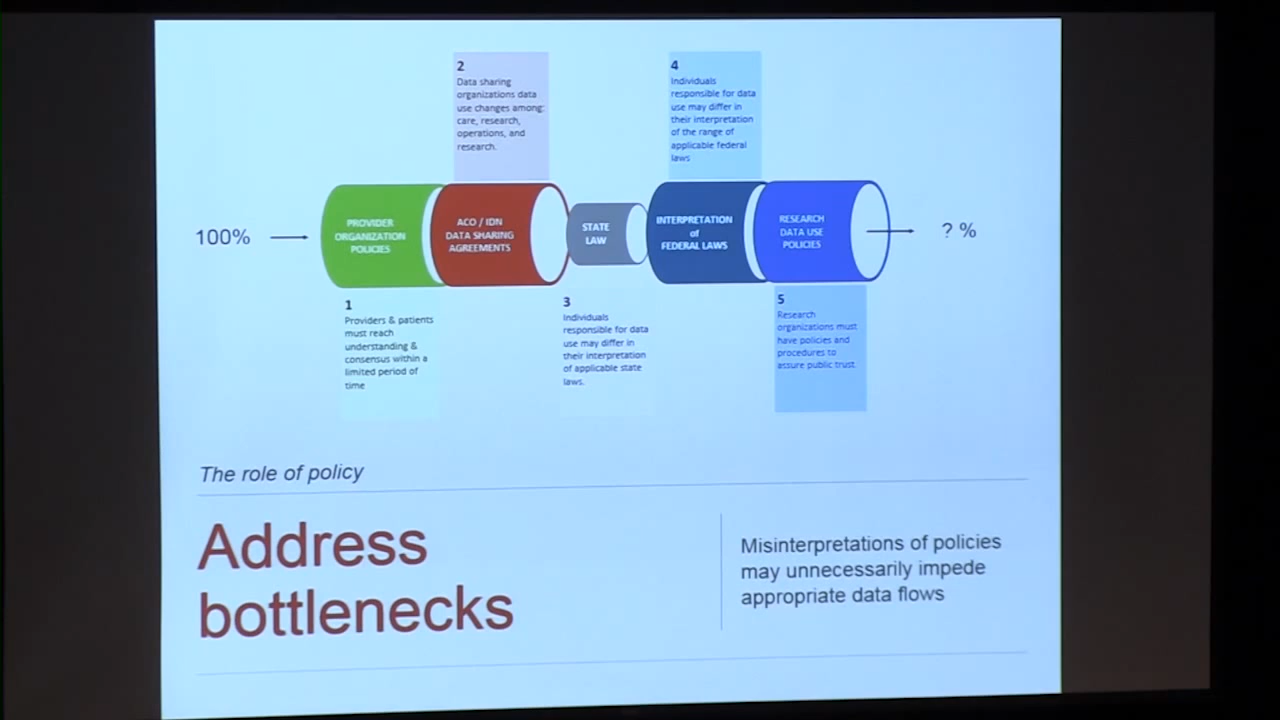 2
Data sharing
organizations data
use changes among:
care, research,
operations, and
research.
4
Individuals
responsible for data
use may differ in
their interpretation
of the range of
applicable federal
laws
100%
PROVIDER
ORGANIZATION
POLICIES
ACO / IDN
DATA SHARING
AGREEMENTS
STATE
LAW
INTERPRETATION
of
FEDERAL LAWS
RESEARCH
DATA USE
POLICIES
? %
1
Providers & patients
must reach
understanding &
consensus within a
limited period of
time
3
Individuals
responsible for data
use may differ in
their interpretation
of applicable state
laws.
5
Research
organizations must
have policies and
procedures to
assure public trust.
The role of policy
Address
bottlenecks
Misinterpretations of policies
may unnecessarily impede
appropriate data flows